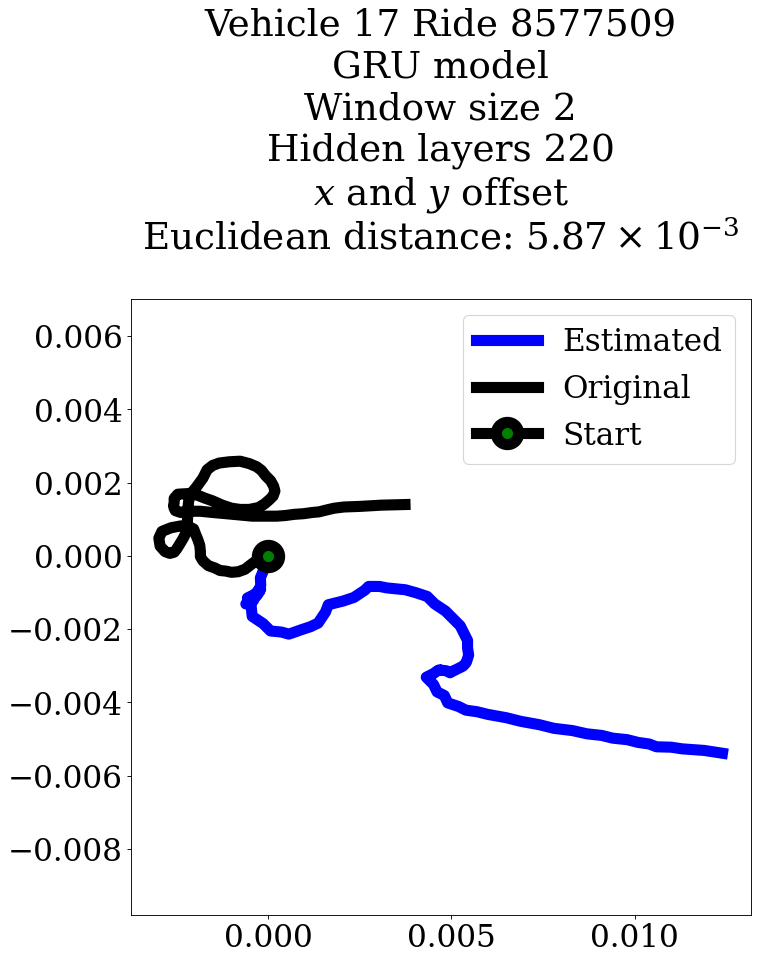 Vehicle 17 Ride 8577509
GRU model
Window size 2
Hidden layers 220
x and y offset
Euclidean distance: 5.87 × 10⁻³
Estimated
Original
Start
0.006
0.004
0.002
0.000
−0.002
−0.004
−0.006
−0.008
0.000 0.005 0.010